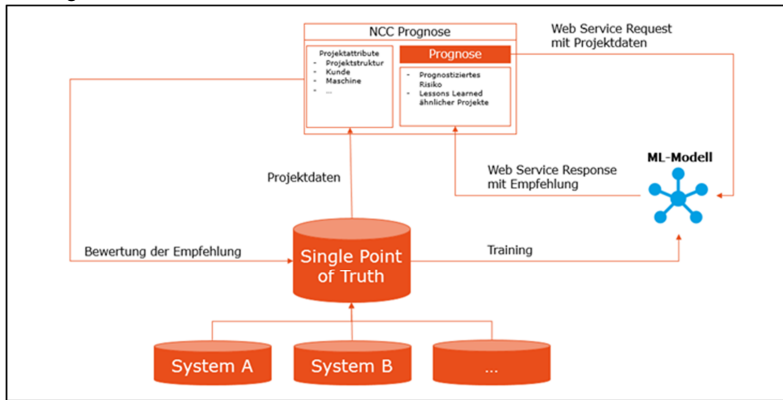 NCC Prognose
Projektattribute
- Projektstruktur
- Kunde
- Maschine
- ...
Prognose
- Prognostiziertes
Risiko
- Lessons Learned
ähnlicher Projekte
Web Service Request
mit Projektdaten
ML-Modell
Web Service Response
mit Empfehlung
Projektdaten
Bewertung der Empfehlung
Single Point
of Truth
Training
System A
System B
...